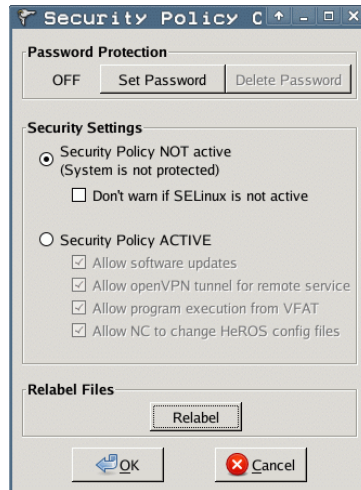 Security Policy C
Password Protection
OFF Set Password Delete Password
Security Settings
Security Policy NOT active
(System is not protected)
Don't warn if SELinux is not active
Security Policy ACTIVE
Allow software updates
Allow openVPN tunnel for remote service
Allow program execution from VFAT
Allow NC to change HeROS config files
Relabel Files
Relabel
OK Cancel